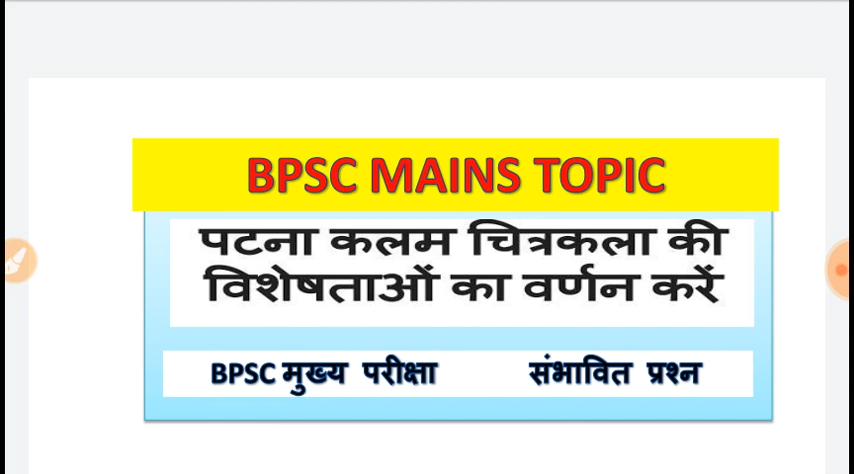 BPSC MAINS TOPIC
पटना कलम चित्रकला की
विशेषताओं का वर्णन करें
BPSC मुख्य परीक्षा संभावित प्रश्न